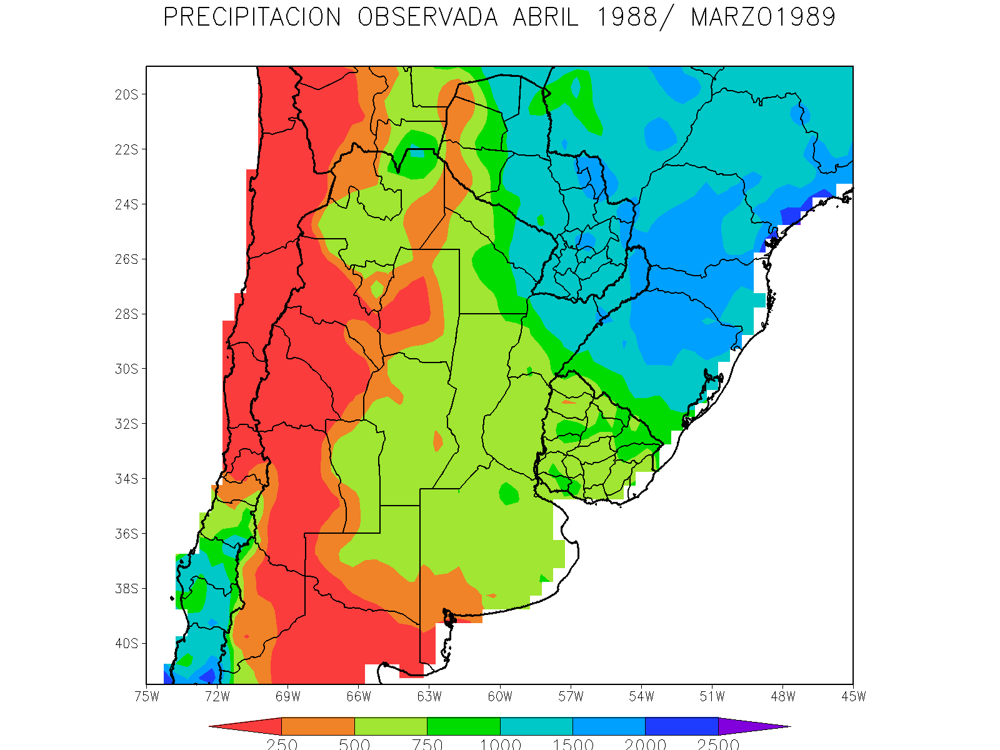 PRECIPITACION OBSERVADA ABRIL 1988/ MARZO1989
20S
22S
24S
26S
28S
30S
32S
34S
36S
38S
40S
75W 72W 69W 66W 63W 60W 57W 54W 51W 48W 45W
250 500 750 1000 1500 2000 2500